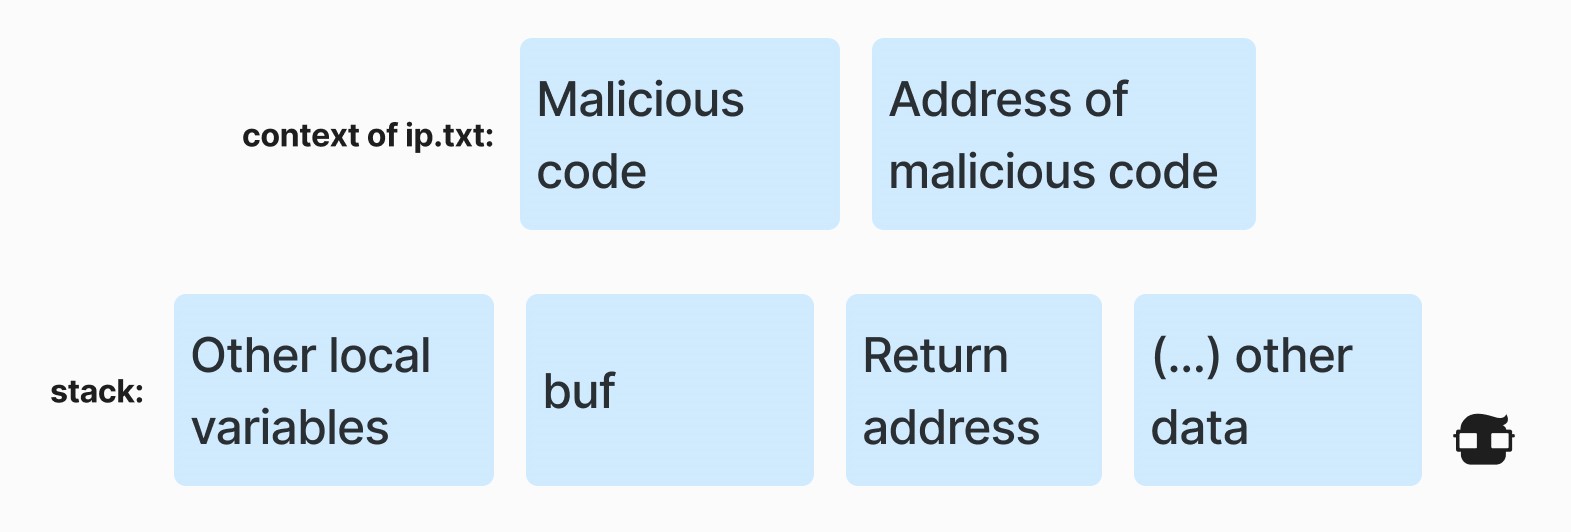 Malicious
code
Address of
malicious code
context of ip.txt:
Other local
variables
buf
Return
address
(...) other
data
stack: